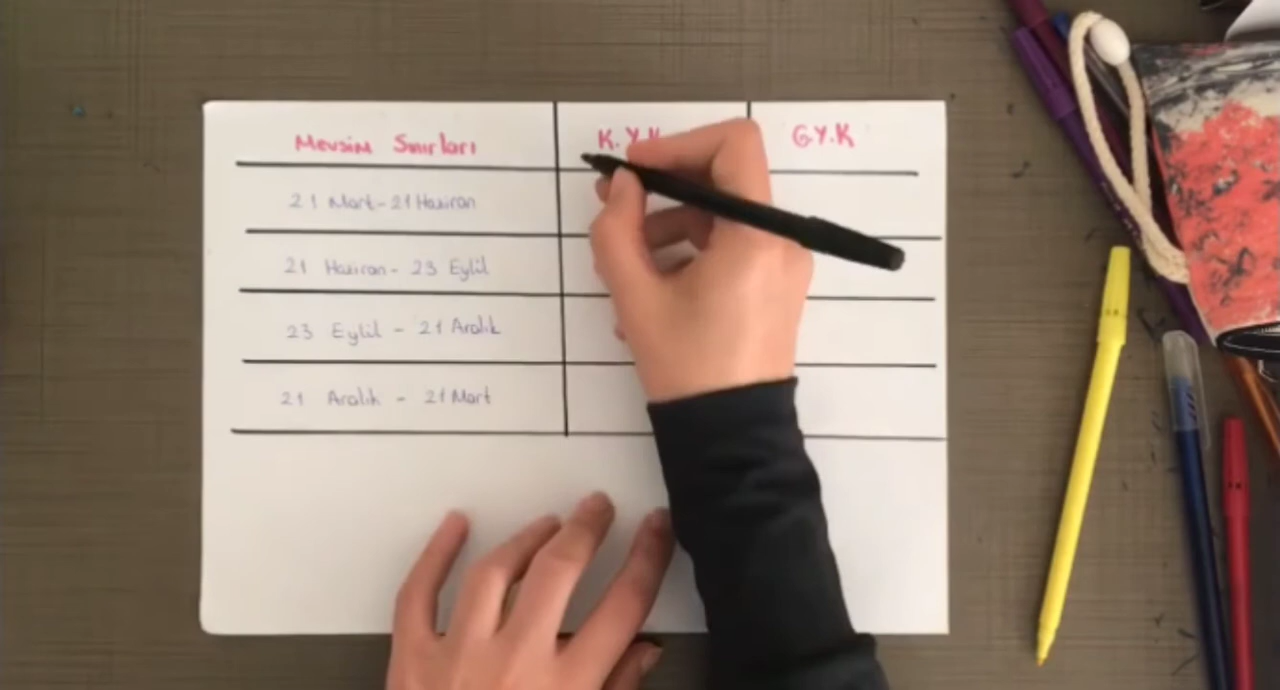 Mevsim Sınırları K.Y.K G.Y.K
21 Mart-21 Haziran
21 Haziran- 23 Eylül
23 Eylül - 21 Aralık
21 Aralık - 21 Mart